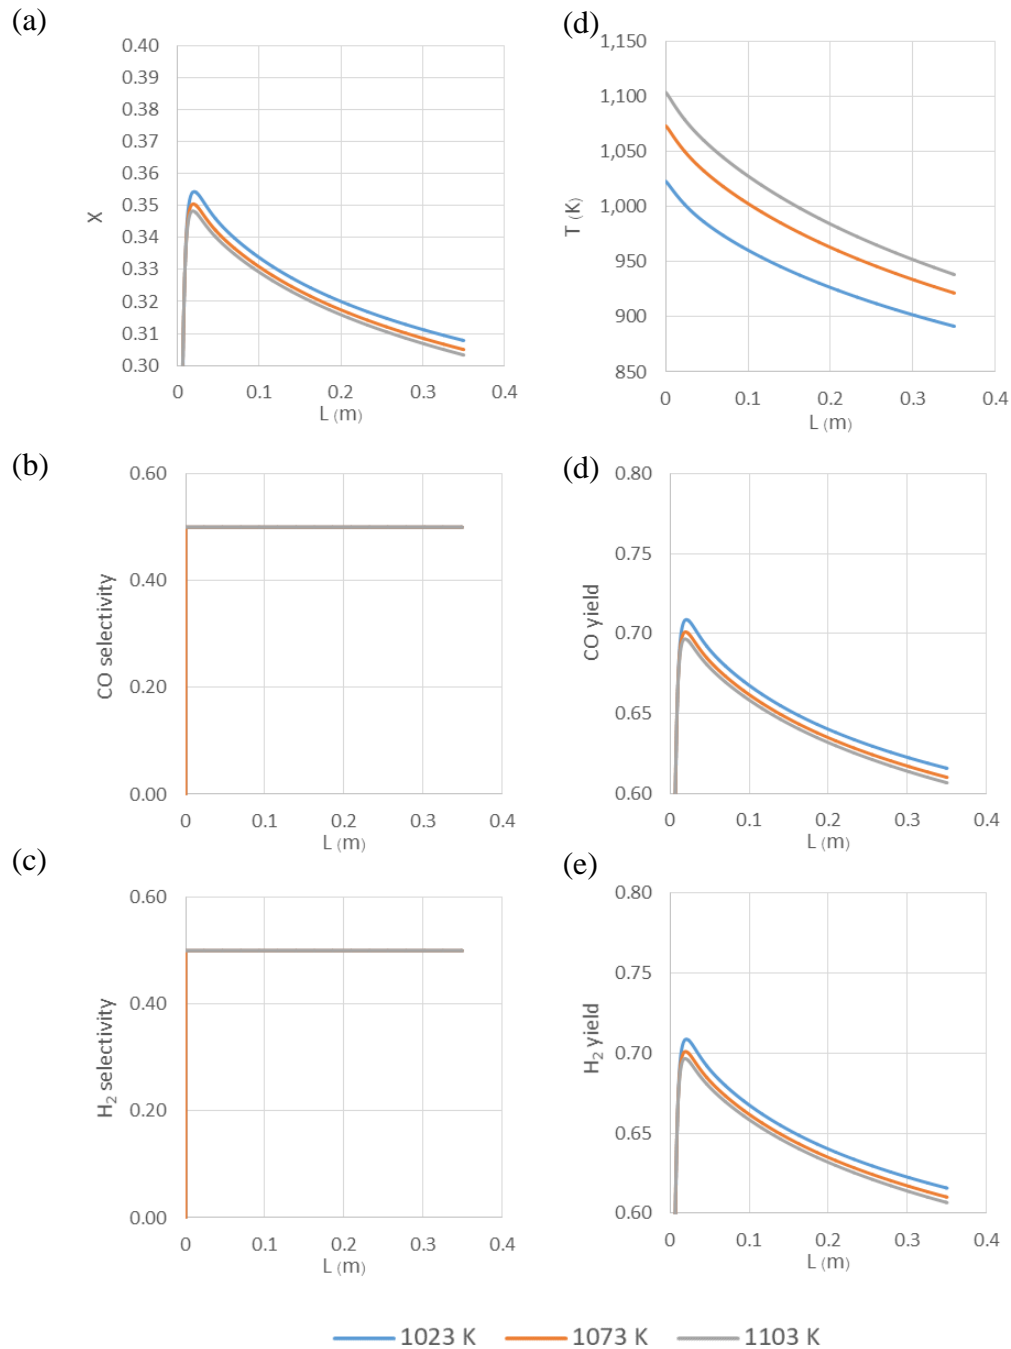 (a)
0.40
0.39
0.38
0.37
0.36
0.35
0.34
0.33
0.32
0.31
0.30
X
0 0.1 0.2 0.3 0.4
L (m)
(d)
1,150
1,100
1,050
1,000
950
900
850
T (K)
0 0.1 0.2 0.3 0.4
L (m)
(b)
0.60
0.40
0.20
0.00
CO selectivity
0 0.1 0.2 0.3 0.4
L (m)
(d)
0.80
0.75
0.70
0.65
0.60
CO yield
0 0.1 0.2 0.3 0.4
L (m)
(c)
0.60
0.40
0.20
0.00
H₂ selectivity
0 0.1 0.2 0.3 0.4
L (m)
(e)
0.80
0.75
0.70
0.65
0.60
H₂ yield
0 0.1 0.2 0.3 0.4
L (m)
1023 K 1073 K 1103 K